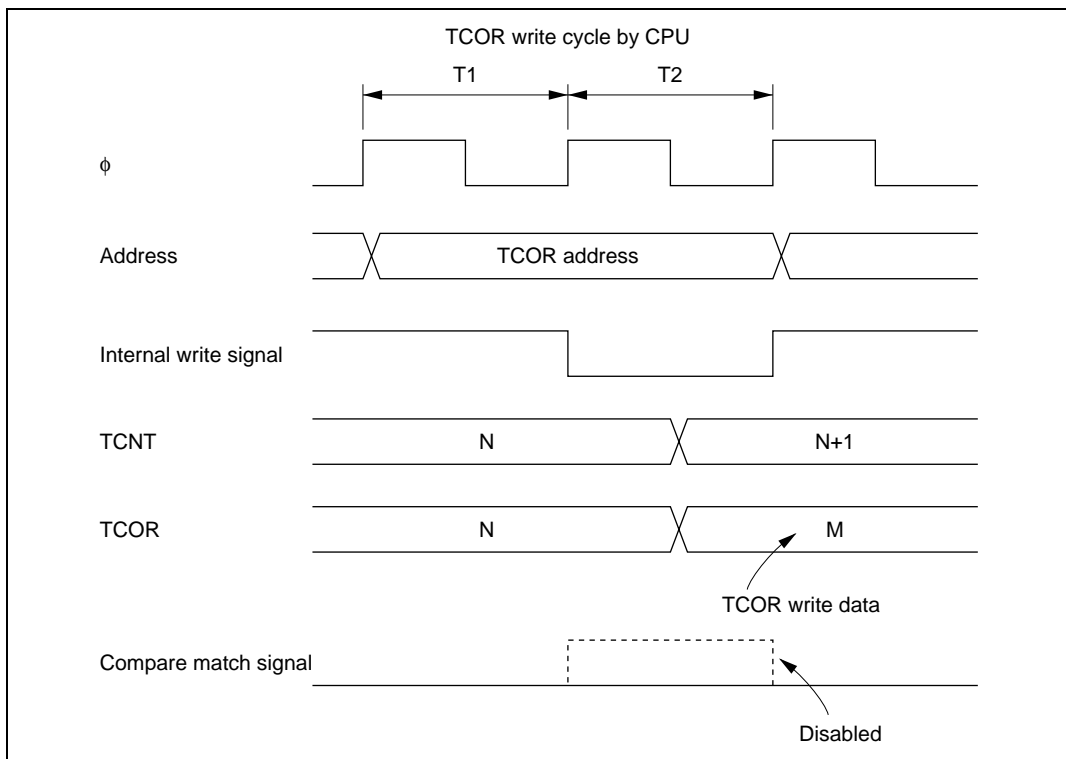 TCOR write cycle by CPU
T1 T2
ϕ
Address TCOR address
Internal write signal
TCNT N N+1
TCOR N M
TCOR write data
Compare match signal
Disabled